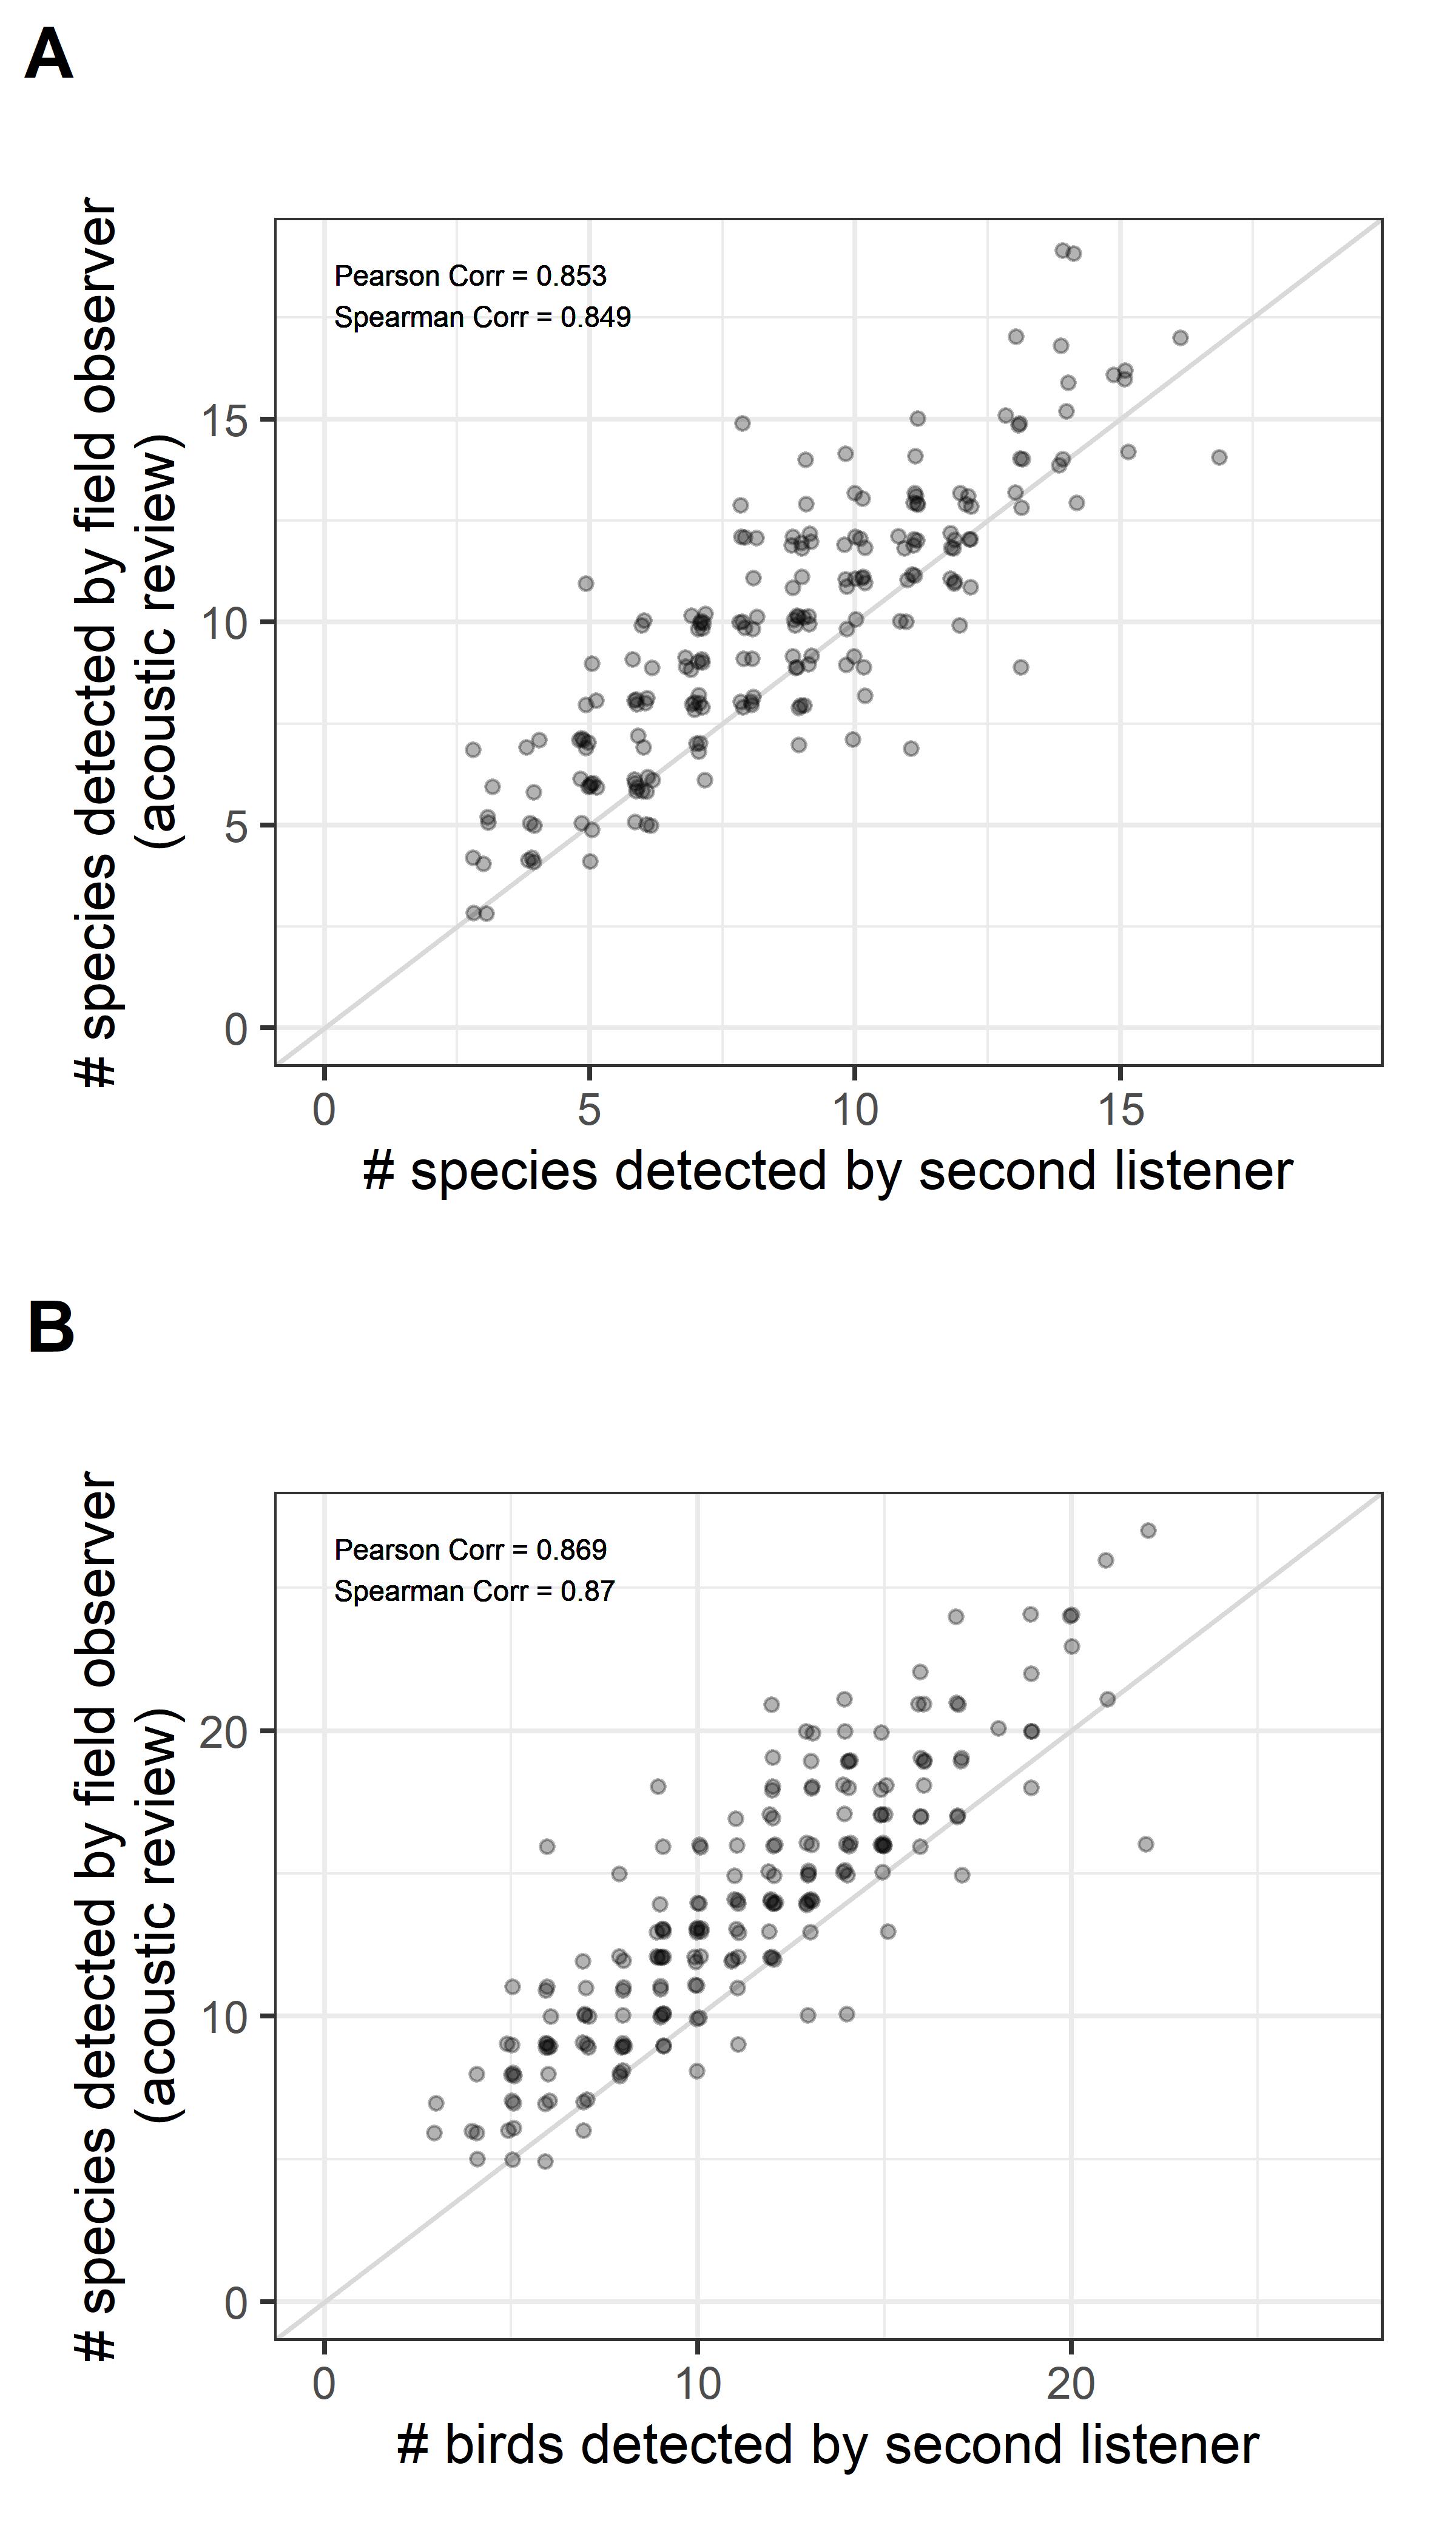 A
# species detected by field observer
(acoustic review)
Pearson Corr = 0.853
Spearman Corr = 0.849
15
10
5
0
0 5 10 15
# species detected by second listener
B
# species detected by field observer
(acoustic review)
Pearson Corr = 0.869
Spearman Corr = 0.87
20
10
0
0 10 20
# birds detected by second listener